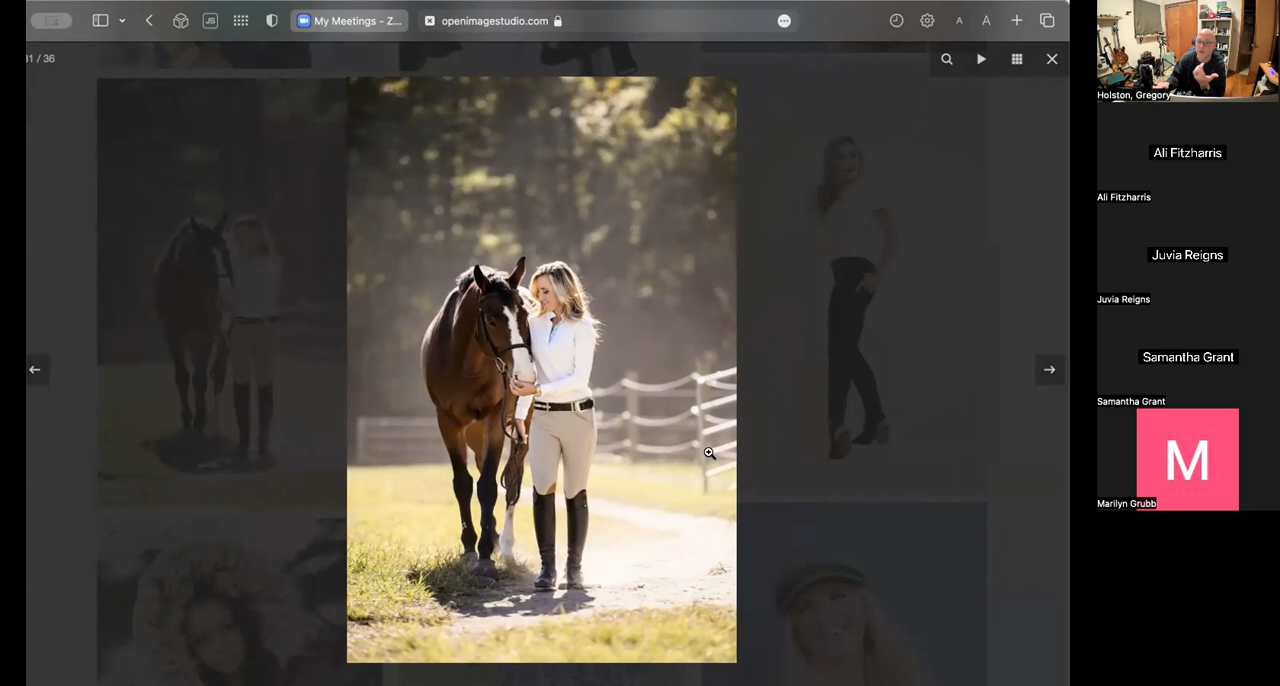 JS
My Meetings - Z...
openimagestudio.com
A
A
31 / 36
Holston, Gregory
Ali Fitzharris
Ali Fitzharris
Juvia Reigns
Juvia Reigns
Samantha Grant
Samantha Grant
M
Marilyn Grubb